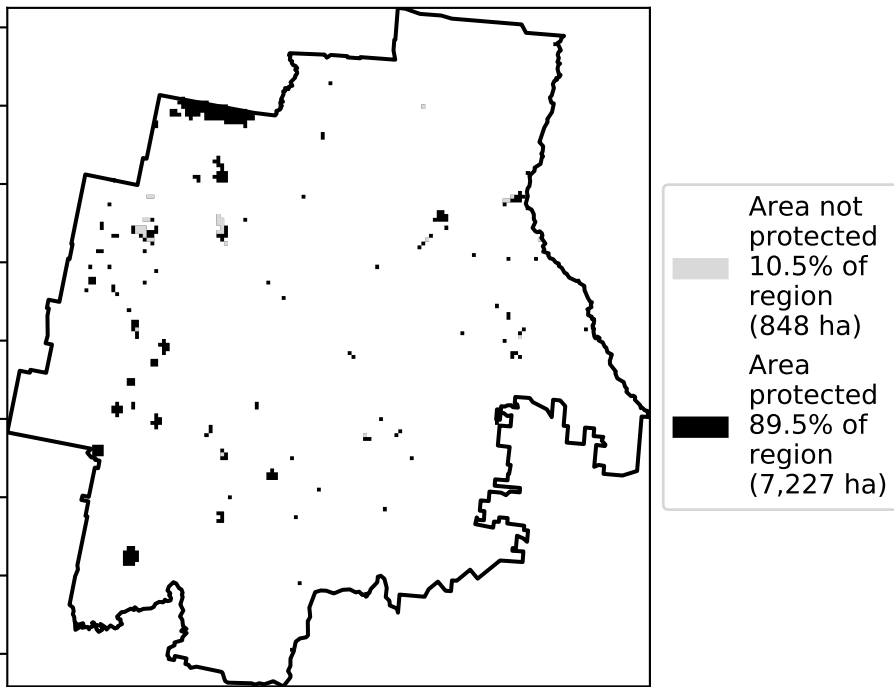 Area not
protected
10.5% of
region
(848 ha)
Area
protected
89.5% of
region
(7,227 ha)